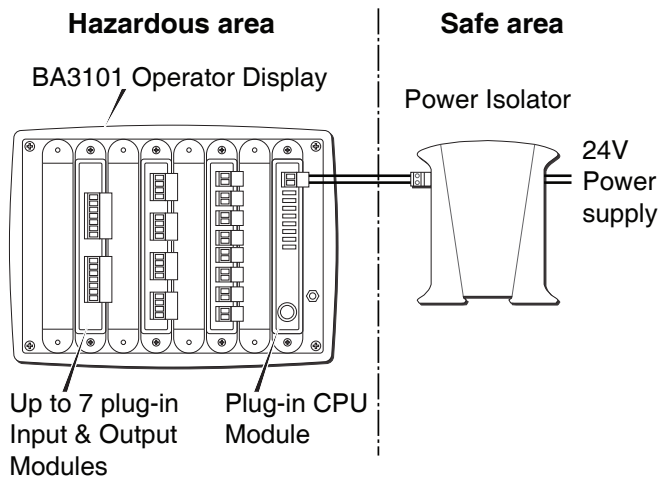 Hazardous area
Safe area
BA3101 Operator Display
Power Isolator
24V
Power
supply
Up to 7 plug-in
Input & Output
Modules
Plug-in CPU
Module